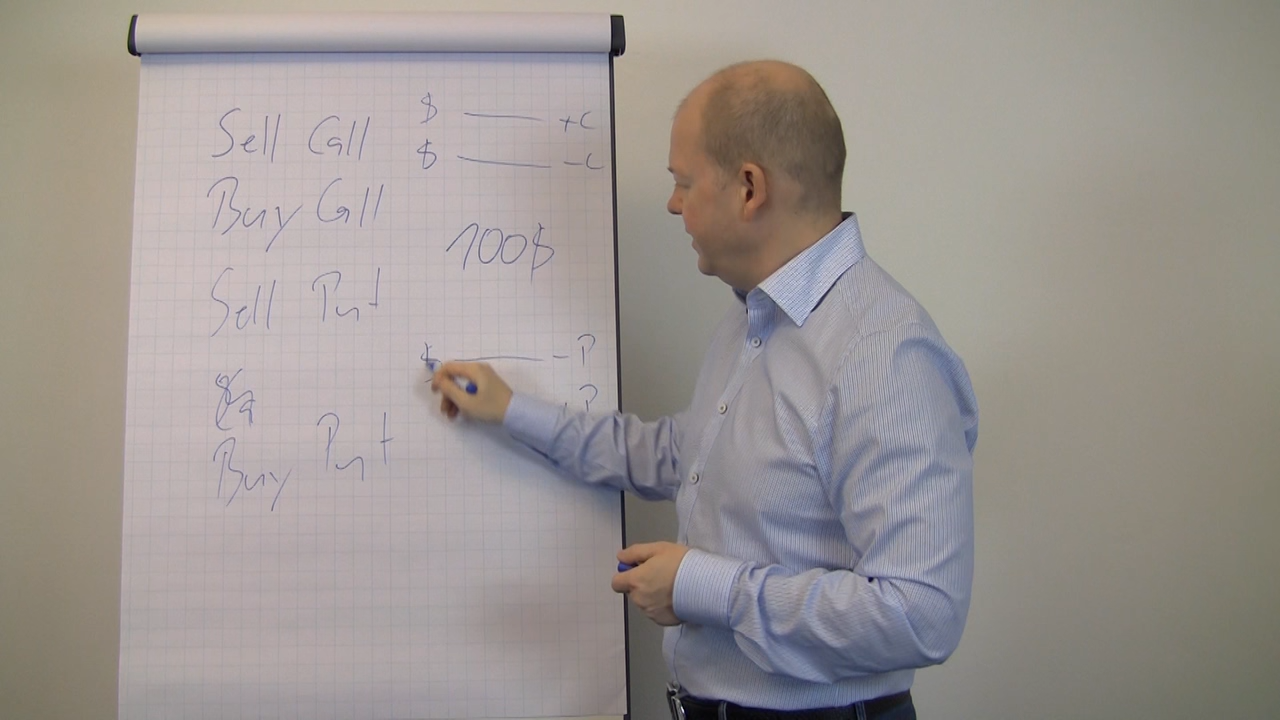 Sell Call $ +C
$ -C
Buy Call
100$
Sell Put
$ -P
P
Buy Put